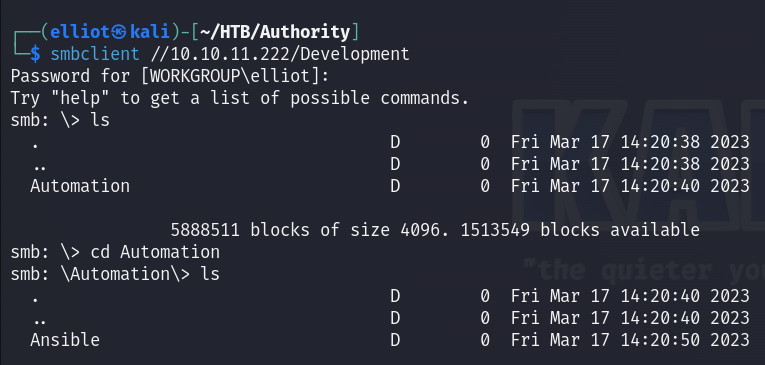 ┌──(elliot㉿kali)-[~/HTB/Authority]
└─$ smbclient //10.10.11.222/Development
Password for [WORKGROUP\elliot]:
Try "help" to get a list of possible commands.
smb: \> ls
  .                                   D        0  Fri Mar 17 14:20:38 2023
  ..                                  D        0  Fri Mar 17 14:20:38 2023
  Automation                          D        0  Fri Mar 17 14:20:40 2023
                5888511 blocks of size 4096. 1513549 blocks available
smb: \> cd Automation
smb: \Automation\> ls
  .                                   D        0  Fri Mar 17 14:20:40 2023
  ..                                  D        0  Fri Mar 17 14:20:40 2023
  Ansible                             D        0  Fri Mar 17 14:20:50 2023
KA
"the quieter yo